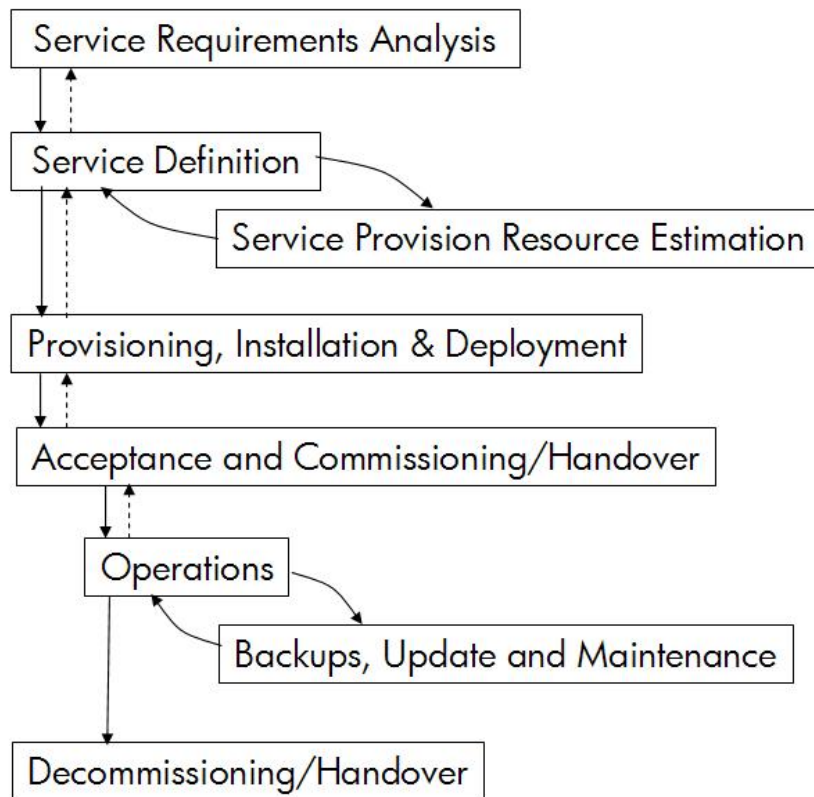 Service Requirements Analysis
Service Definition
Service Provision Resource Estimation
Provisioning, Installation & Deployment
Acceptance and Commissioning/Handover
Operations
Backups, Update and Maintenance
Decommissioning/Handover